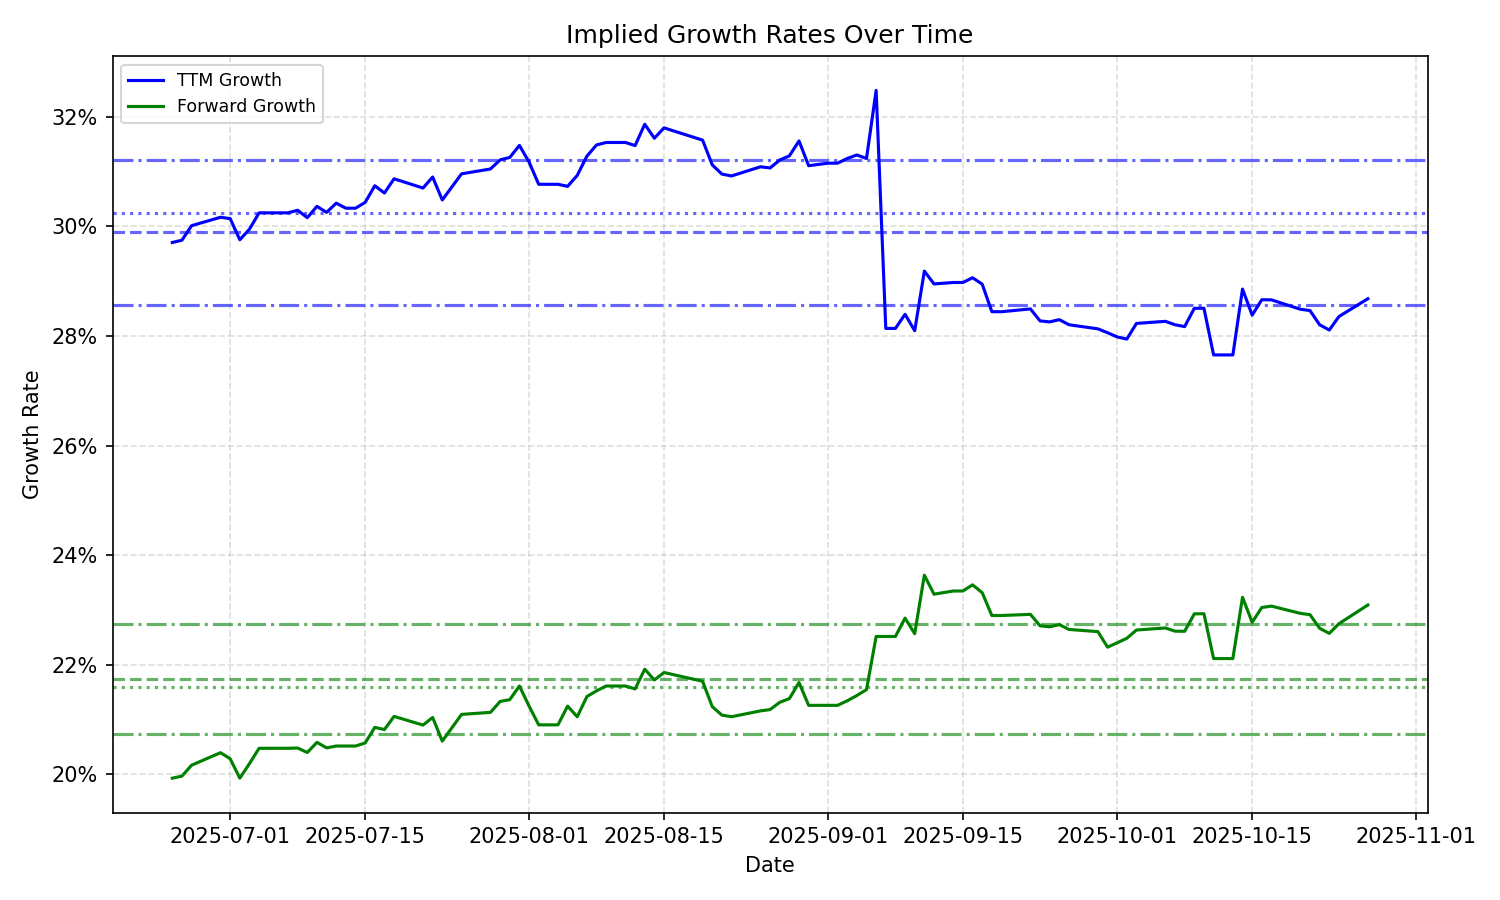 Implied Growth Rates Over Time
TTM Growth
Forward Growth
32%
30%
28%
26%
24%
22%
20%
Growth Rate
2025-07-01 2025-07-15 2025-08-01 2025-08-15 2025-09-01 2025-09-15 2025-10-01 2025-10-15 2025-11-01
Date